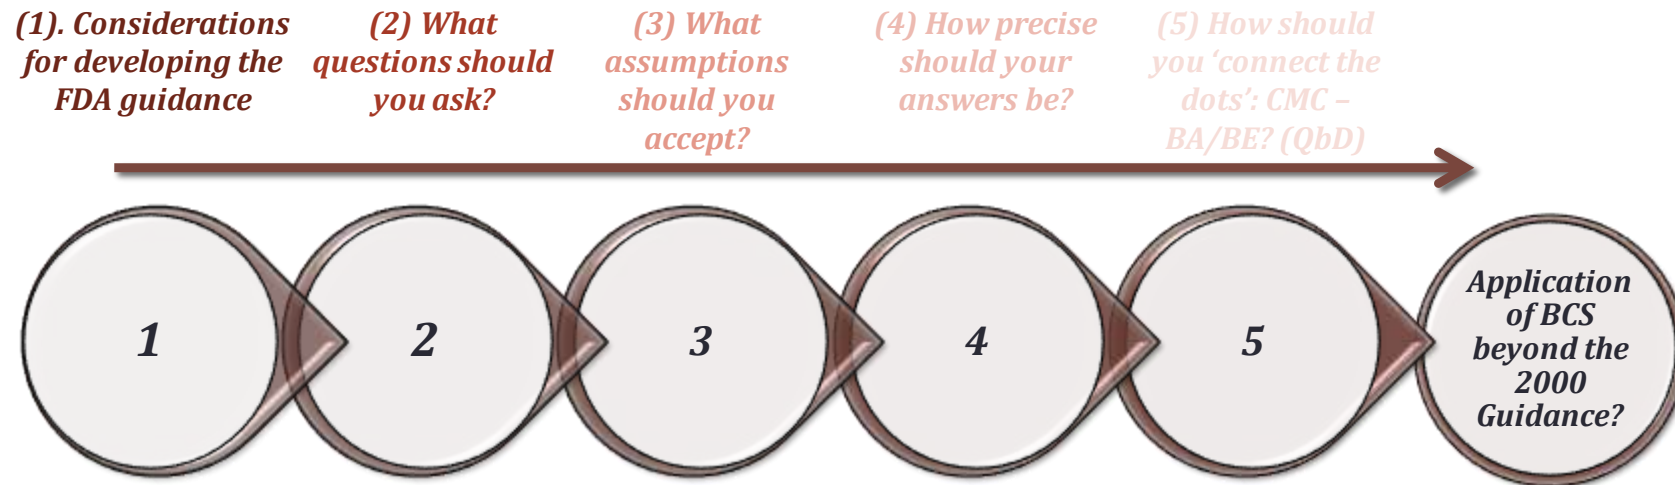 (1). Considerations
for developing the
FDA guidance
(2) What
questions should
you ask?
(3) What
assumptions
should you
accept?
(4) How precise
should your
answers be?
(5) How should
you ‘connect the
dots’: CMC –
BA/BE? (QbD)
1
2
3
4
5
Application
of BCS
beyond the
2000
Guidance?